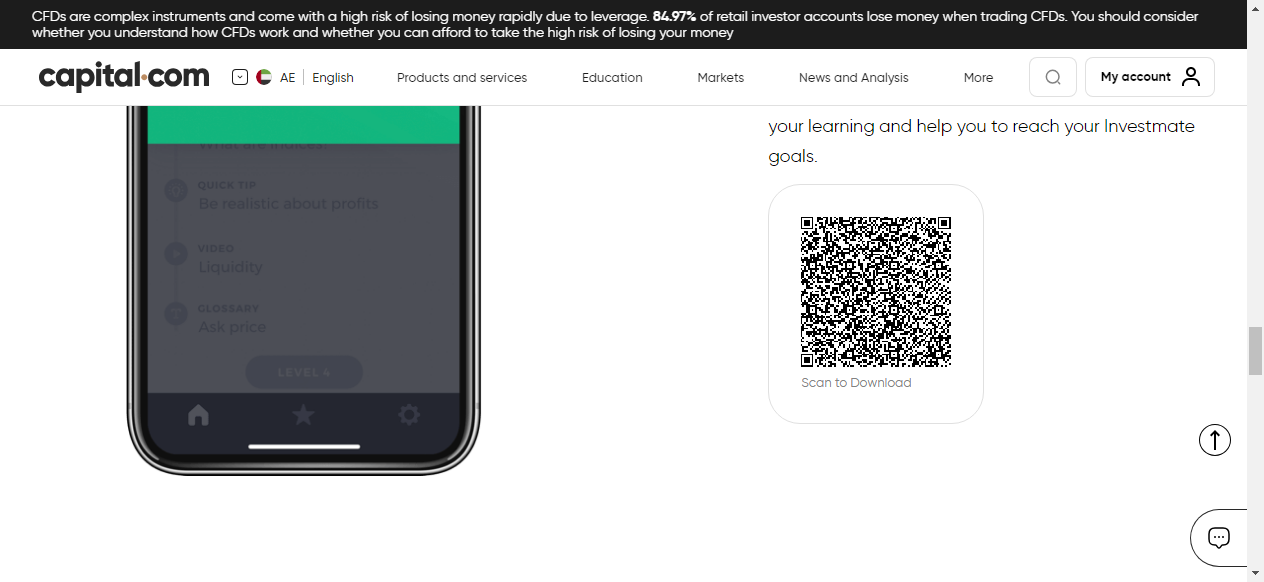 CFDs are complex instruments and come with a high risk of losing money rapidly due to leverage. 84.97% of retail investor accounts lose money when trading CFDs. You should consider
whether you understand how CFDs work and whether you can afford to take the high risk of losing your money
capital.com
AE
English
Products and services
Education
Markets
News and Analysis
More
My account
your learning and help you to reach your Investmate
goals.
What are indices?
QUICK TIP
Be realistic about profits
VIDEO
Liquidity
GLOSSARY
Ask price
LEVEL 4
Scan to Download